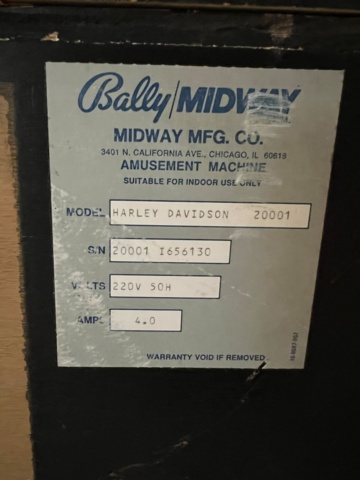 Bally/MIDWAY
MIDWAY MFG. CO.
3401 N. CALIFORNIA AVE., CHICAGO, IL 60618
AMUSEMENT MACHINE
SUITABLE FOR INDOOR USE ONLY
MODEL HARLEY DAVIDSON 20001
S/N 20001 I656130
VOLTS 220V 50H
AMPS 4.0
WARRANTY VOID IF REMOVED